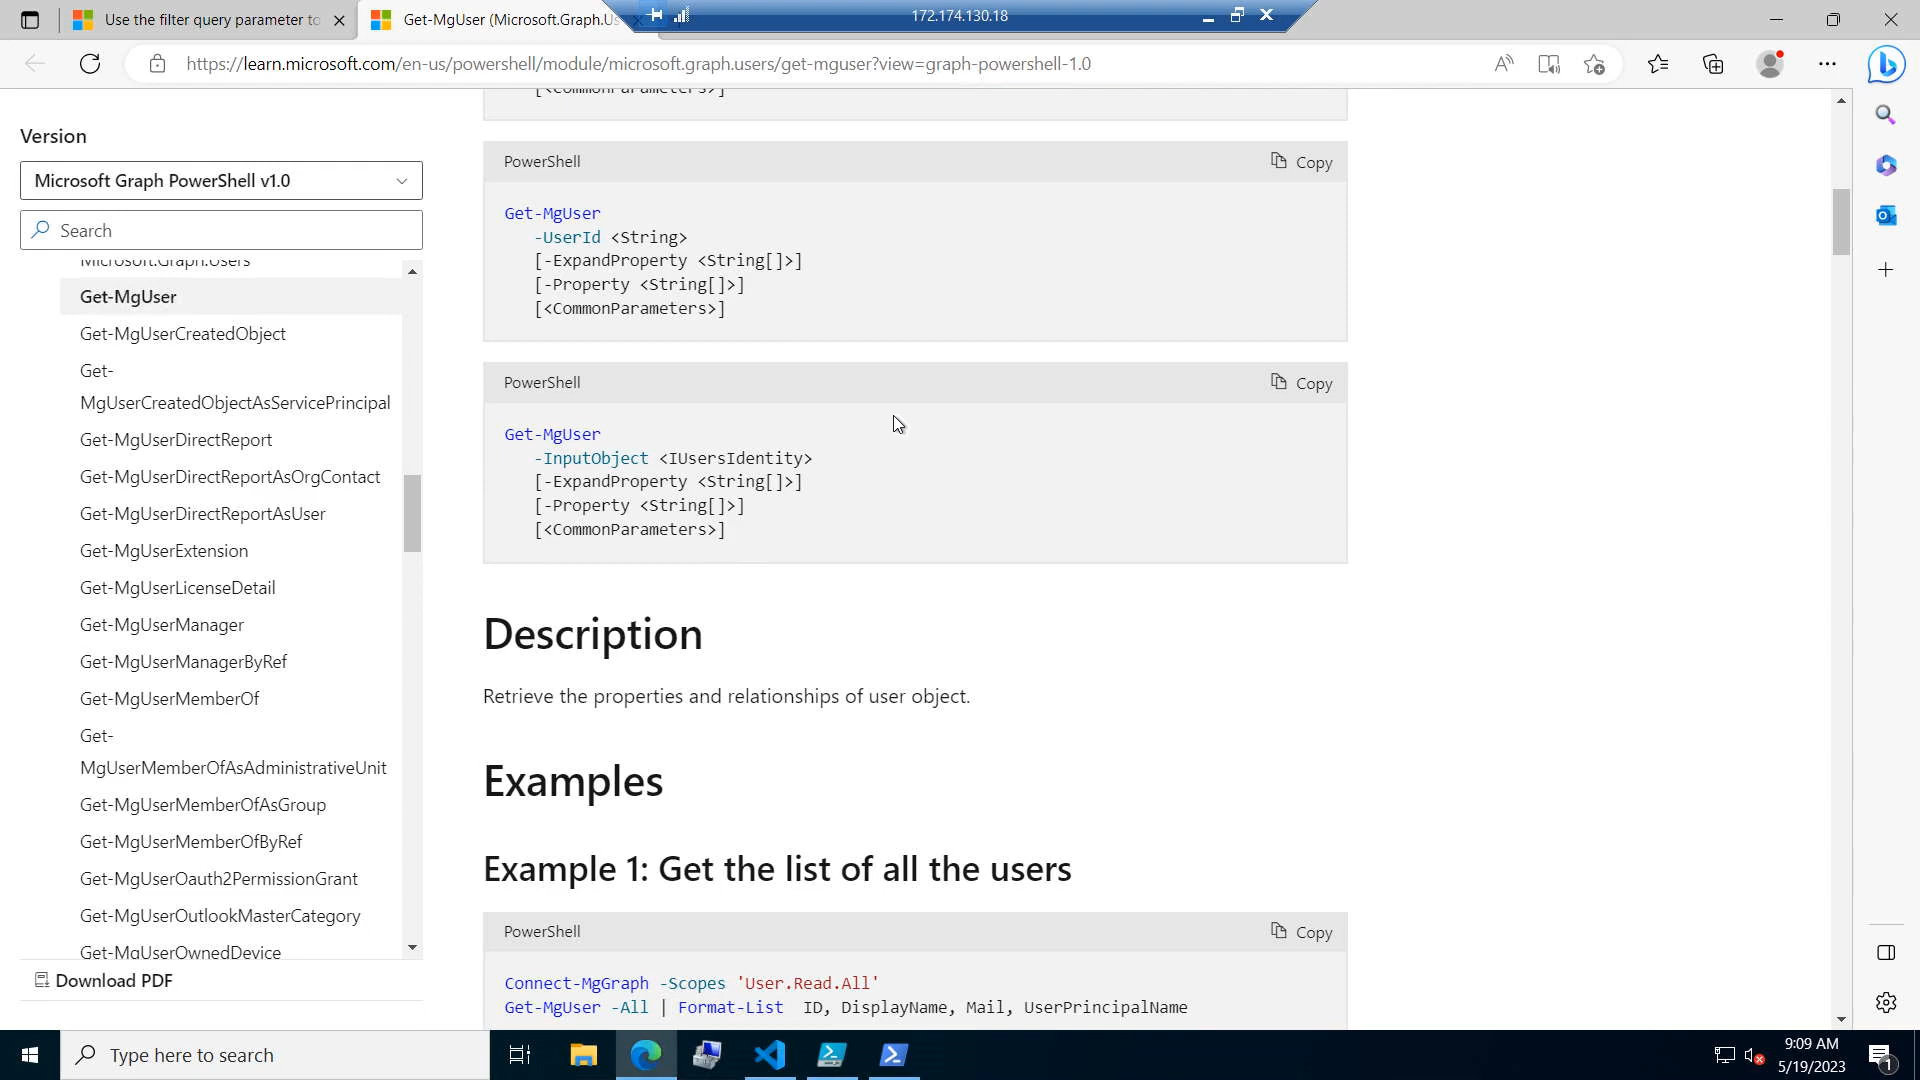 Use the filter query parameter to
Get-MgUser (Microsoft.Graph.Us
172.174.130.18
https://learn.microsoft.com/en-us/powershell/module/microsoft.graph.users/get-mguser?view=graph-powershell-1.0
Version
Microsoft Graph PowerShell v1.0
Search
Microsoft.Graph.Users
Get-MgUser
Get-MgUserCreatedObject
Get-
MgUserCreatedObjectAsServicePrincipal
Get-MgUserDirectReport
Get-MgUserDirectReportAsOrgContact
Get-MgUserDirectReportAsUser
Get-MgUserExtension
Get-MgUserLicenseDetail
Get-MgUserManager
Get-MgUserManagerByRef
Get-MgUserMemberOf
Get-
MgUserMemberOfAsAdministrativeUnit
Get-MgUserMemberOfAsGroup
Get-MgUserMemberOfByRef
Get-MgUserOauth2PermissionGrant
Get-MgUserOutlookMasterCategory
Get-MgUserOwnedDevice
Download PDF
[<CommonParameters>]
PowerShell
Copy
Get-MgUser
-UserId <String>
[-ExpandProperty <String[]>]
[-Property <String[]>]
[<CommonParameters>]
PowerShell
Copy
Get-MgUser
-InputObject <IUsersIdentity>
[-ExpandProperty <String[]>]
[-Property <String[]>]
[<CommonParameters>]
Description
Retrieve the properties and relationships of user object.
Examples
Example 1: Get the list of all the users
PowerShell
Copy
Connect-MgGraph -Scopes 'User.Read.All'
Get-MgUser -All | Format-List  ID, DisplayName, Mail, UserPrincipalName
Type here to search
9:09 AM
5/19/2023
1